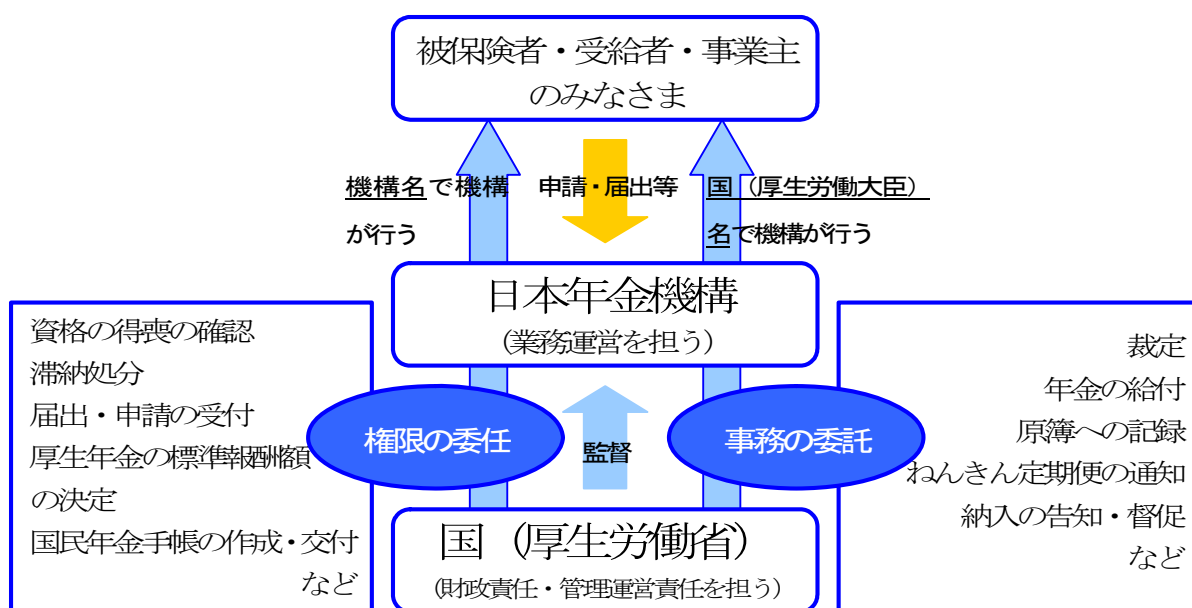 被保険者・受給者・事業主
のみなさま
機構名で機構
が行う
申請・届出等
国（厚生労働大臣）
名で機構が行う
日本年金機構
（業務運営を担う）
資格の得喪の確認
滞納処分
届出・申請の受付
厚生年金の標準報酬額
の決定
国民年金手帳の作成・交付
など
権限の委任
監督
事務の委託
裁定
年金の給付
原簿への記録
ねんきん定期便の通知
納入の告知・督促
など
国（厚生労働省）
（財政責任・管理運営責任を担う）